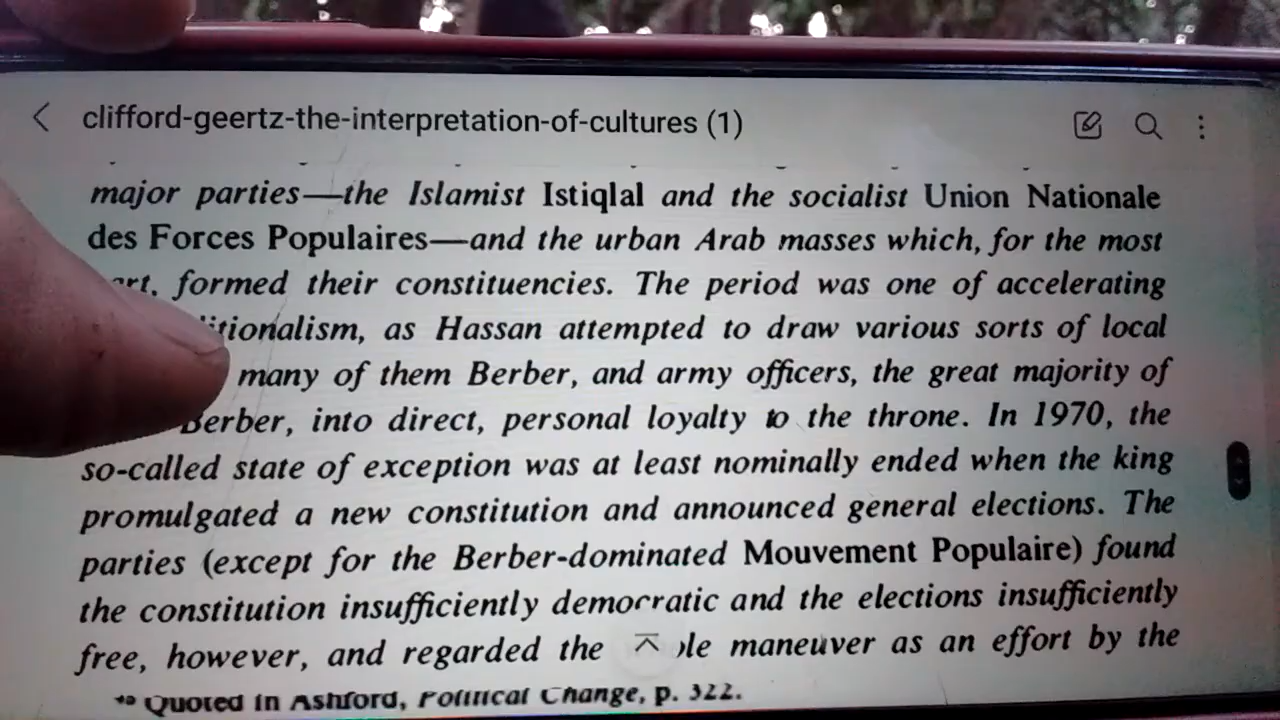 clifford-geertz-the-interpretation-of-cultures (1)
major parties—the Islamist Istiqlal and the socialist Union Nationale
des Forces Populaires—and the urban Arab masses which, for the most
formed their constituencies. The period was one of accelerating
as Hassan attempted to draw various sorts of local
many of them Berber, and army officers, the great majority of
Berber, into direct, personal loyalty to the throne. In 1970, the
so-called state of exception was at least nominally ended when the king
promulgated a new constitution and announced general elections. The
parties (except for the Berber-dominated Mouvement Populaire) found
the constitution insufficiently democratic and the elections insufficiently
free, however, and regarded the maneuver as an effort by the
Quoted in Ashford, Political Change, p. 322.